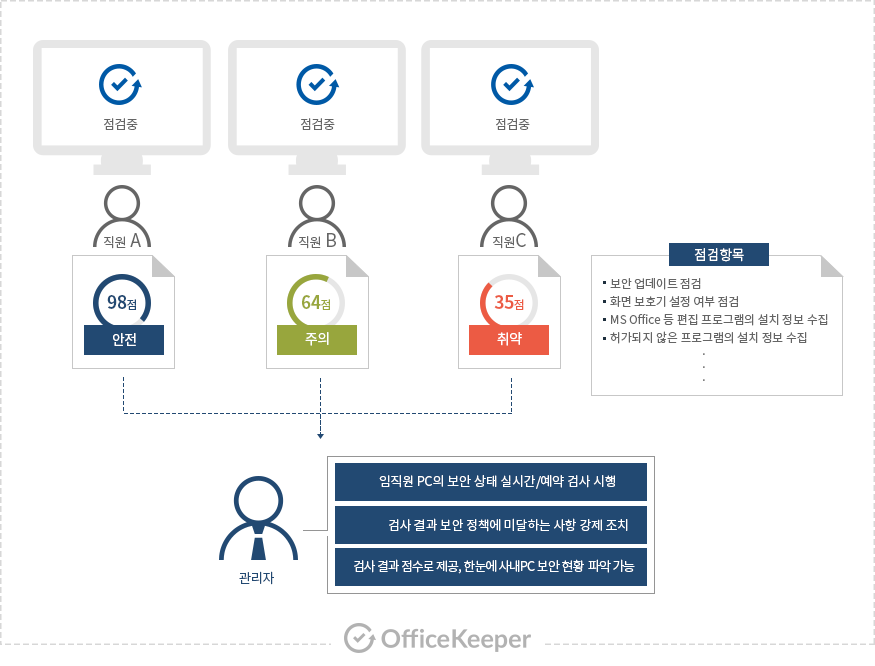 점검중
점검중
점검중
직원 A
직원 B
직원C
98점
안전
64점
주의
35점
취약
점검항목
보안 업데이트 점검
화면 보호기 설정 여부 점검
MS Office 등 편집 프로그램의 설치 정보 수집
허가되지 않은 프로그램의 설치 정보 수집
임직원 PC의 보안 상태 실시간/예약 검사 시행
검사 결과 보안 정책에 미달하는 사항 강제 조치
검사 결과 점수로 제공, 한눈에 사내PC 보안 현황 파악 가능
관리자
OfficeKeeper